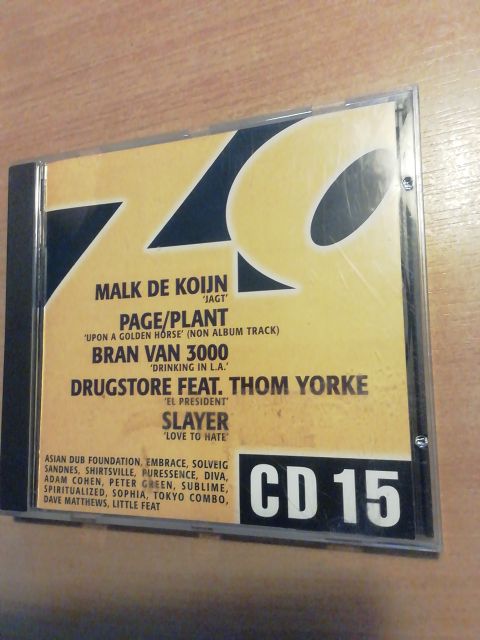 ZO
MALK DE KOIJN
'JAGT'
PAGE/PLANT
'UPON A GOLDEN HORSE' (NON ALBUM TRACK)
BRAN VAN 3000
'DRINKING IN L.A.'
DRUGSTORE FEAT. THOM YORKE
'EL PRESIDENT'
SLAYER
'LOVE TO HATE'
ASIAN DUB FOUNDATION, EMBRACE, SOLVEIG
SANDNES, SHIRTSVILLE, PURESSENCE, DIVA,
ADAM COHEN, PETER GREEN, SUBLIME,
SPIRITUALIZED, SOPHIA, TOKYO COMBO,
DAVE MATTHEWS, LITTLE FEAT
CD 15